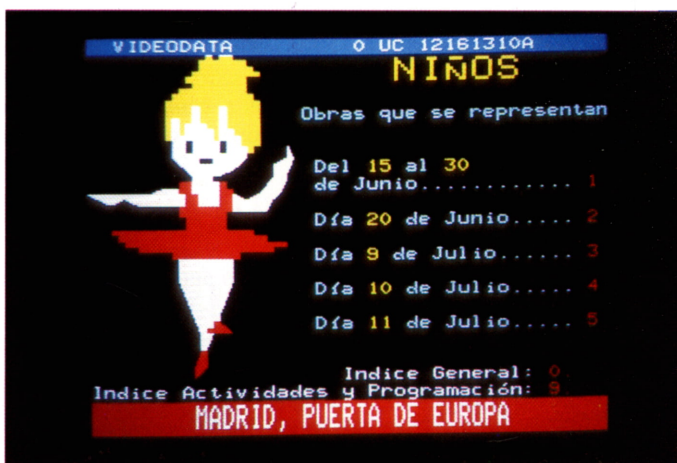 VIDEODATA 0 UC 12161310A
NIÑOS
Obras que se representan
Del 15 al 30
de Junio............ 1
Día 20 de Junio..... 2
Día 9 de Julio...... 3
Día 10 de Julio..... 4
Día 11 de Julio..... 5
Indice General: 0
Indice Actividades y Programación: 9
MADRID, PUERTA DE EUROPA